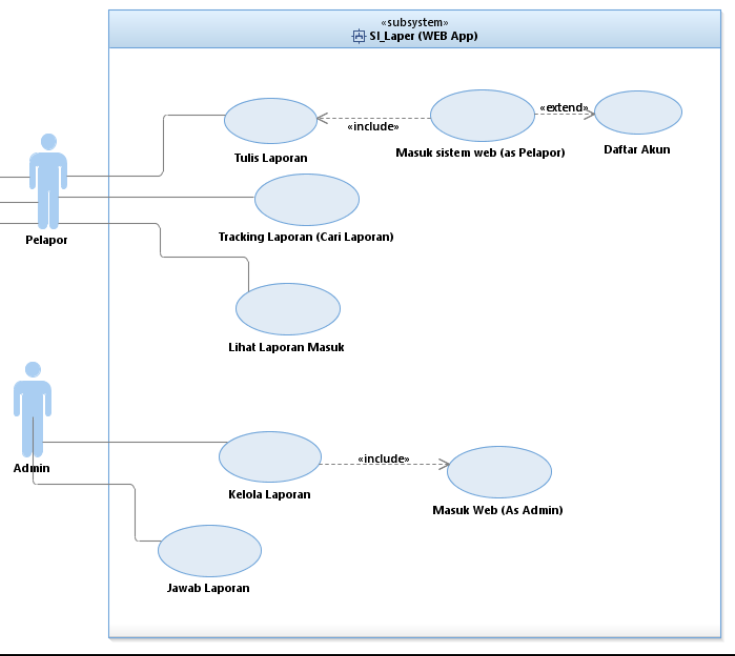 «subsystem»
SI_Laper (WEB App)
«extend»
«include»
Tulis Laporan
Masuk sistem web (as Pelapor)
Daftar Akun
Pelapor
Tracking Laporan (Cari Laporan)
Lihat Laporan Masuk
Admin
«include»
Kelola Laporan
Masuk Web (As Admin)
Jawab Laporan